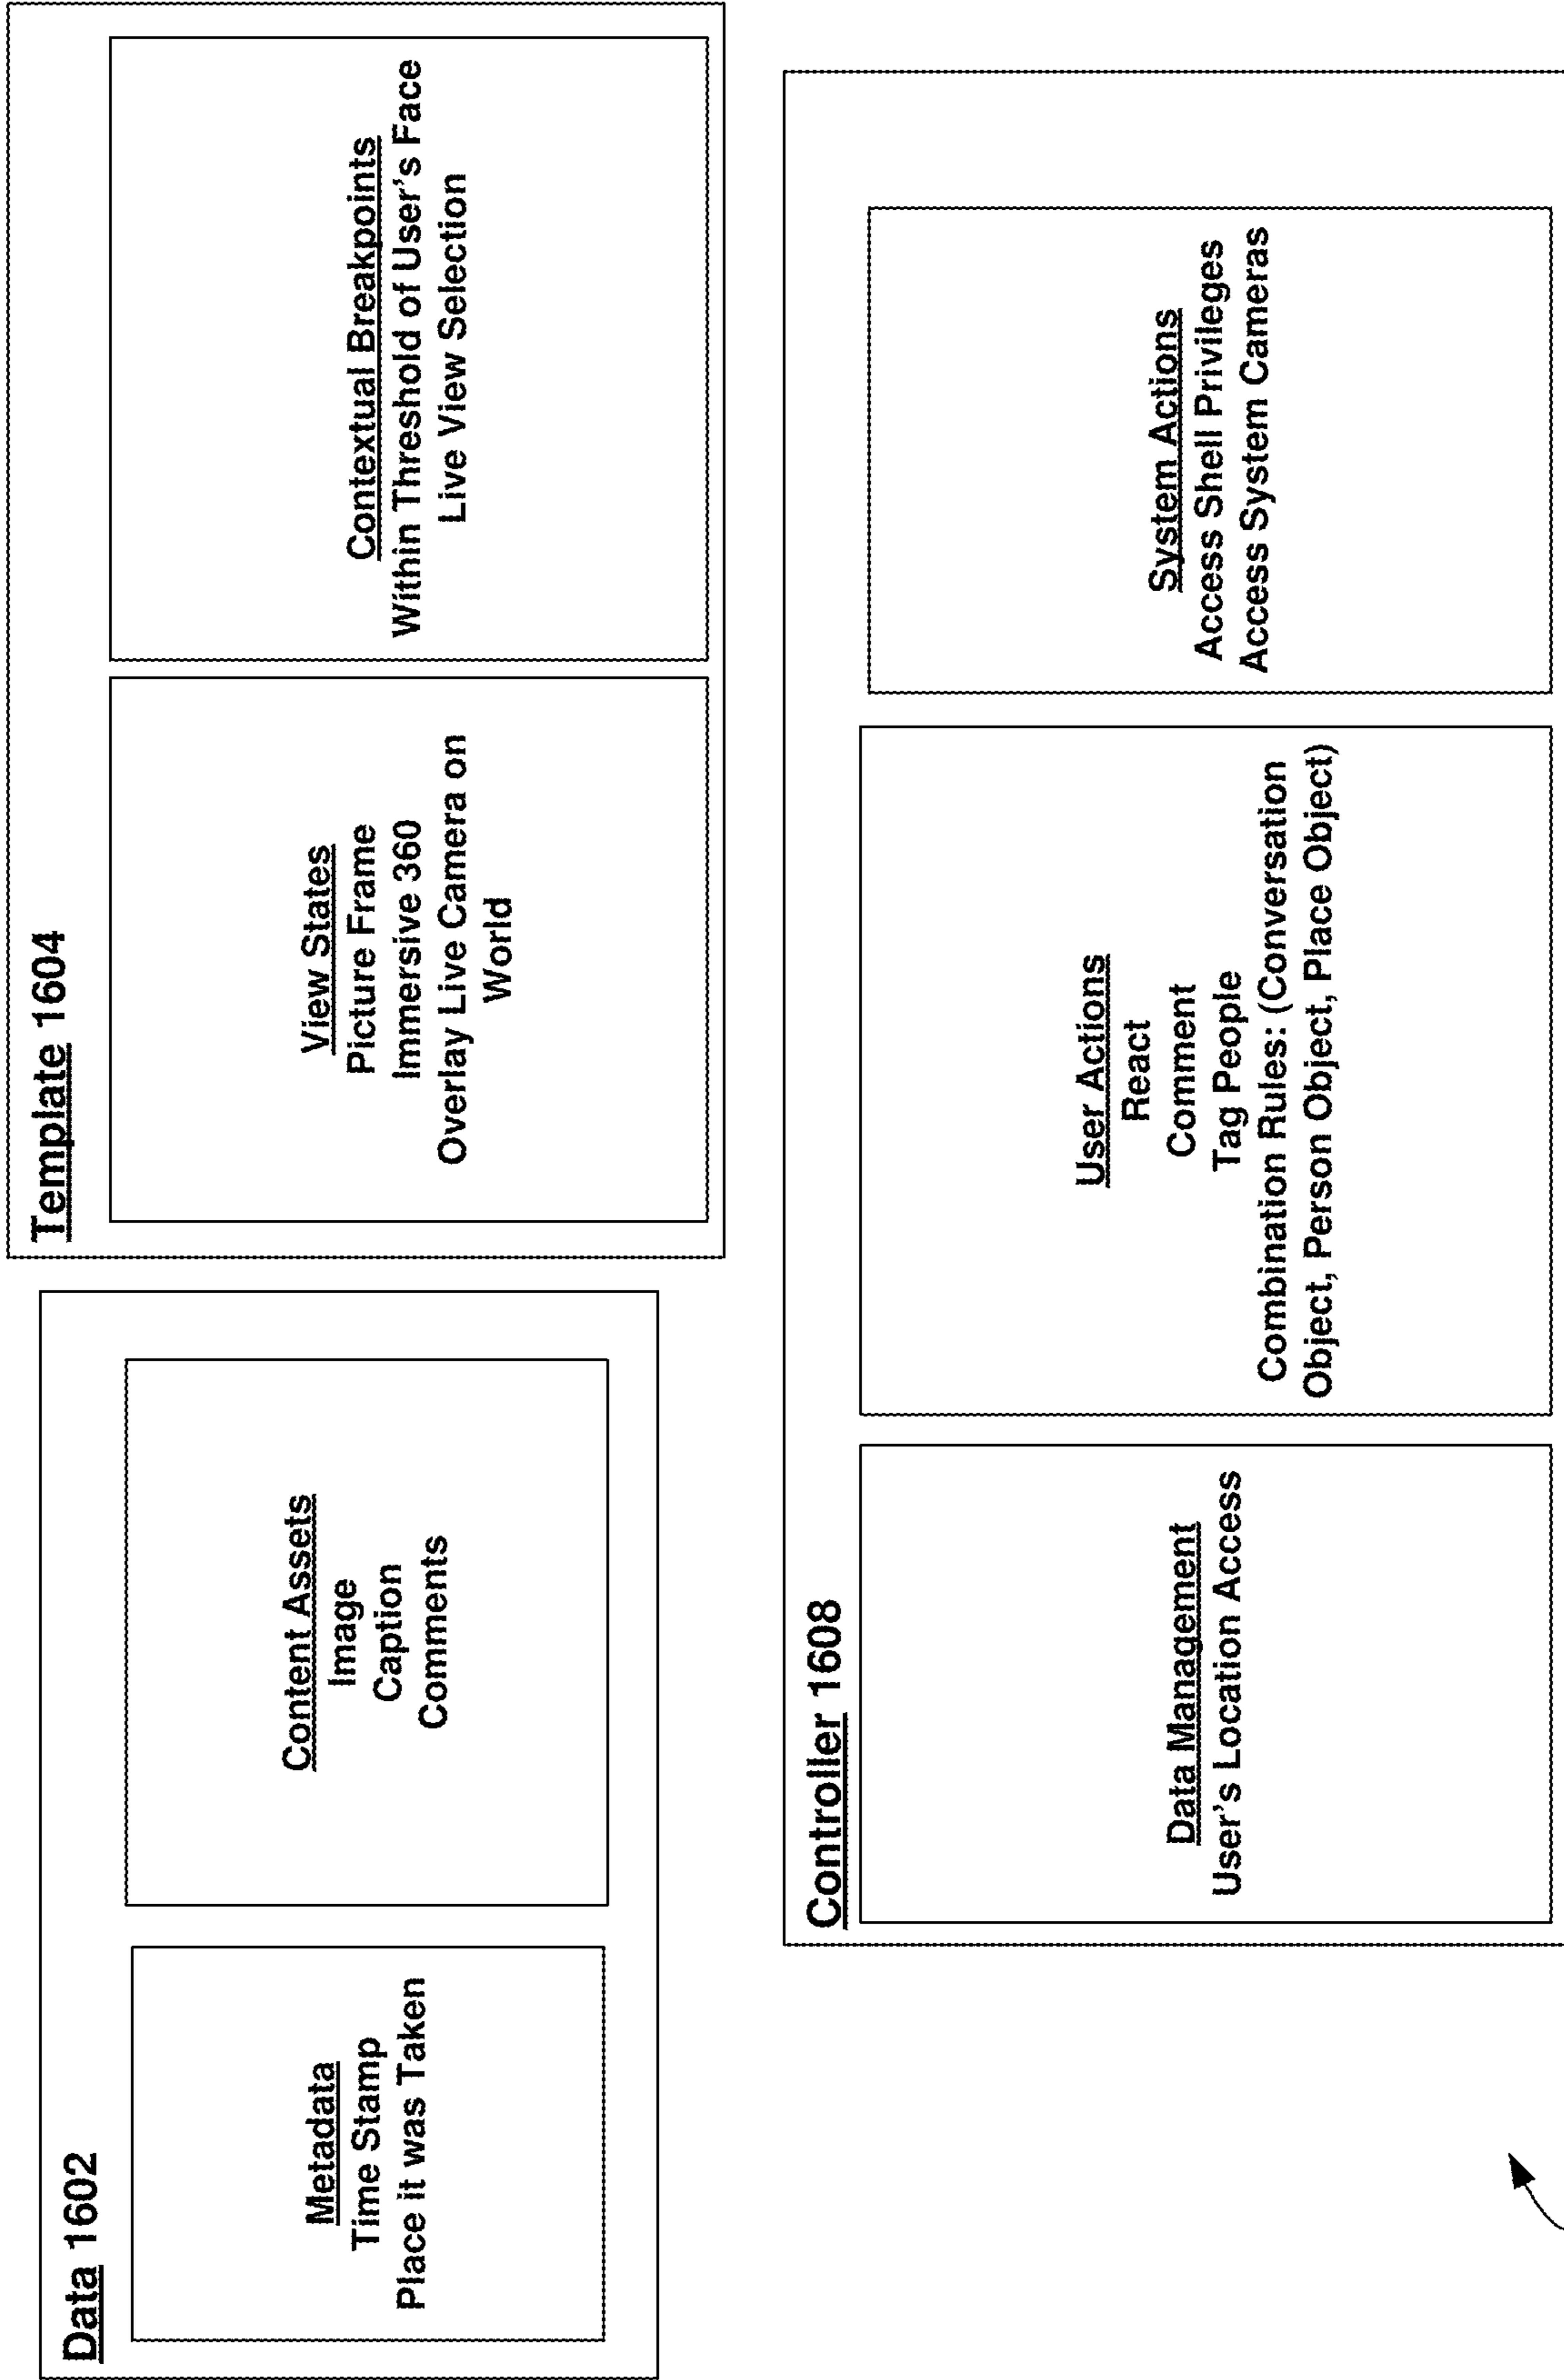 Data 1602
Metadata
Time Stamp
Place it was Taken
Content Assets
Image
Caption
Comments
Template 1604
View States
Picture Frame
Immersive 360
Overlay Live Camera on
World
Contextual Breakpoints
Within Threshold of User's Face
Live View Selection
Controller 1608
Data Management
User's Location Access
User Actions
React
Comment
Tag People
Combination Rules: (Conversation
Object, Person Object, Place Object)
System Actions
Access Shell Privileges
Access System Cameras